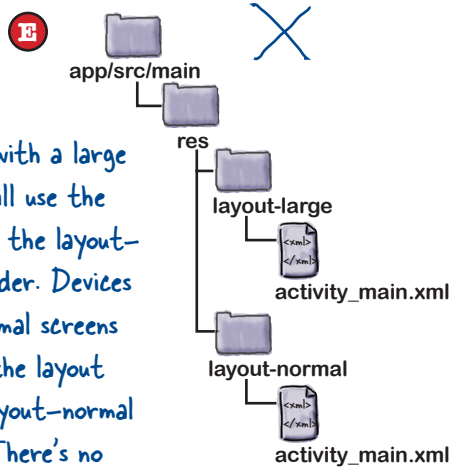 E
app/src/main
res
with a large
ll use the
the layout-
der. Devices
mal screens
he layout
yout-normal
There's no
layout-large
<xml>
</xml>
activity_main.xml
layout-normal
<xml>
</xml>
activity_main.xml